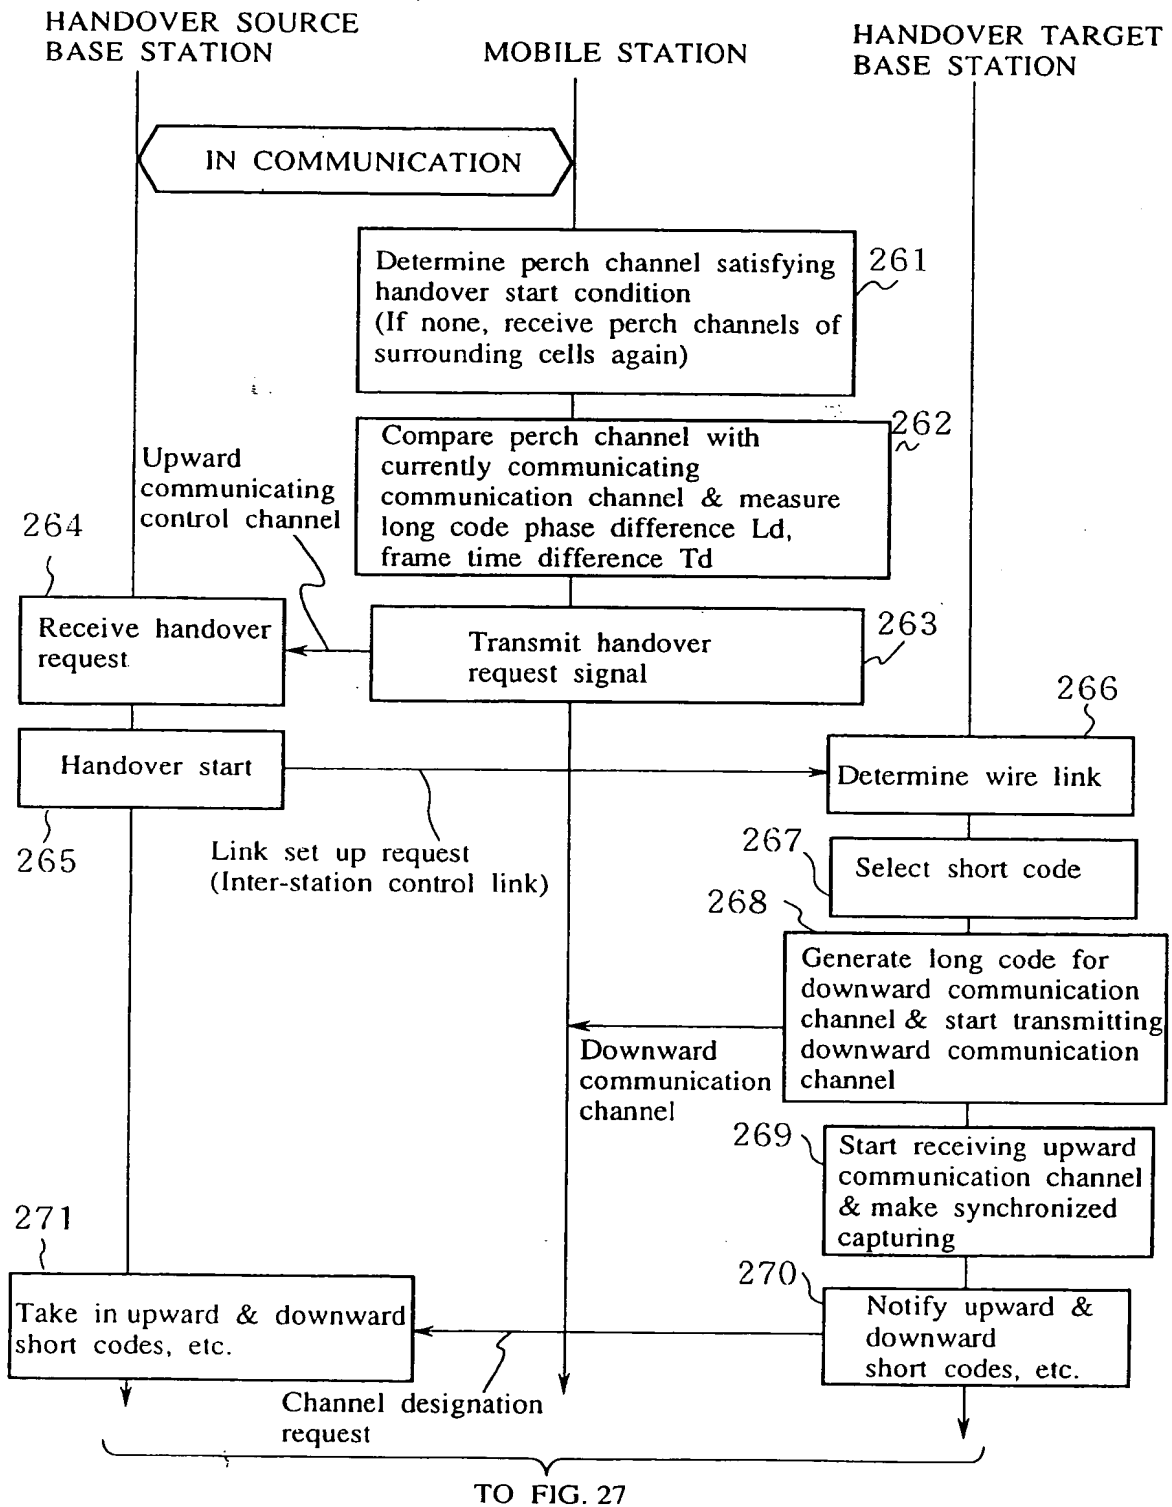 HANDOVER SOURCE
BASE STATION
MOBILE STATION
HANDOVER TARGET
BASE STATION
IN COMMUNICATION
261
Determine perch channel satisfying
handover start condition
(If none, receive perch channels of
surrounding cells again)
262
Compare perch channel with
currently communicating
communication channel & measure
long code phase difference Ld,
frame time difference Td
Upward
communicating
control channel
264
Receive handover
request
263
Transmit handover
request signal
266
Handover start
Determine wire link
265
Link set up request
(Inter-station control link)
267
Select short code
268
Generate long code for
downward communication
channel & start transmitting
downward communication
channel
Downward
communication
channel
269
Start receiving upward
communication channel
& make synchronized
capturing
271
Take in upward & downward
short codes, etc.
270
Notify upward &
downward
short codes, etc.
Channel designation
request
TO FIG. 27